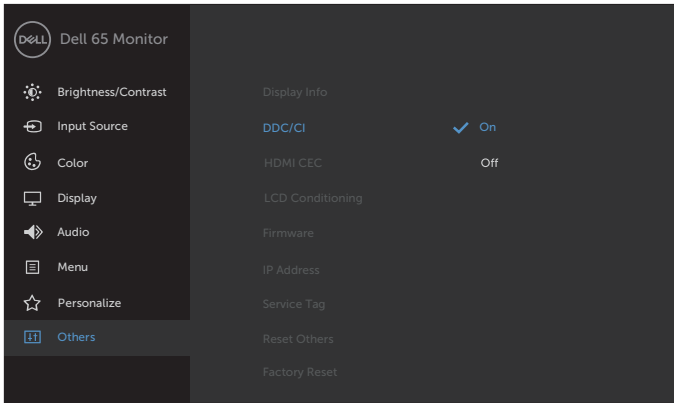 DELL
Dell 65 Monitor
Brightness/Contrast
Input Source
Color
Display
Audio
Menu
Personalize
Others
Display Info
DDC/CI
On
HDMI CEC
Off
LCD Conditioning
Firmware
IP Address
Service Tag
Reset Others
Factory Reset